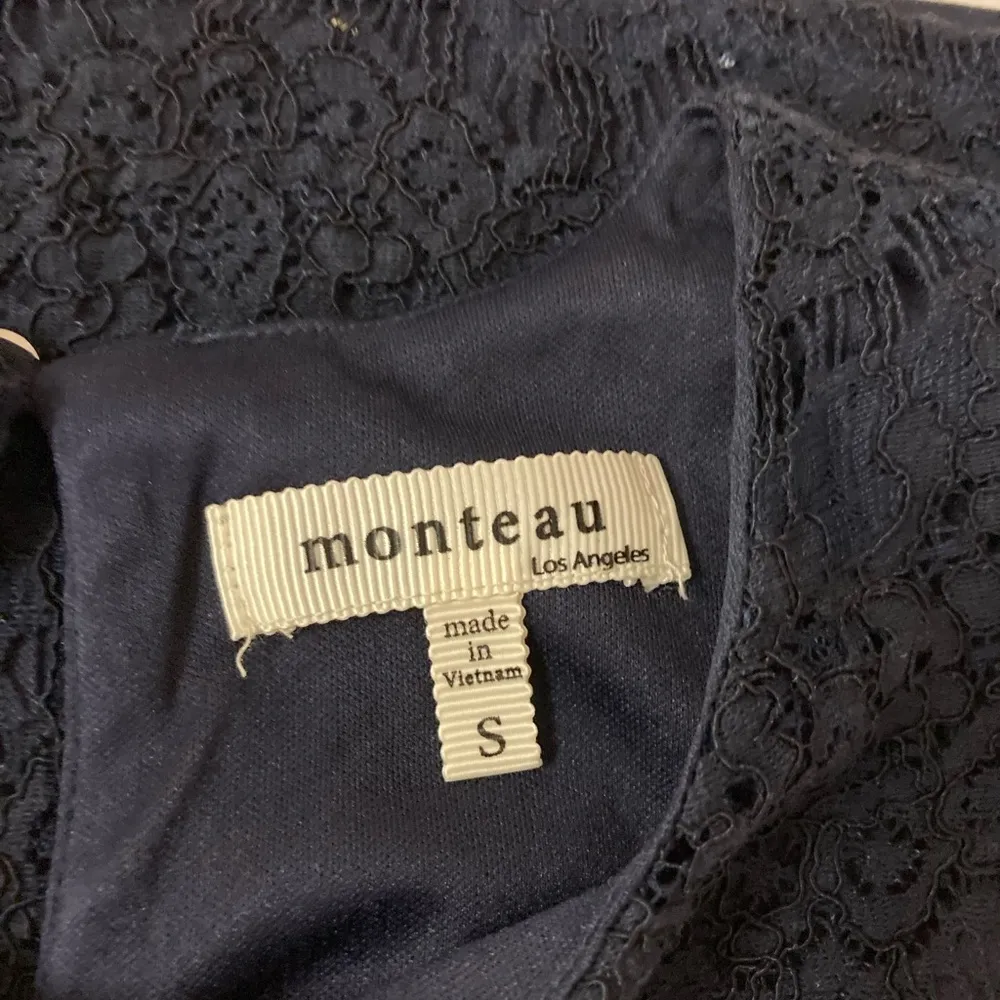 monteau
Los Angeles
made
in
Vietnam
S